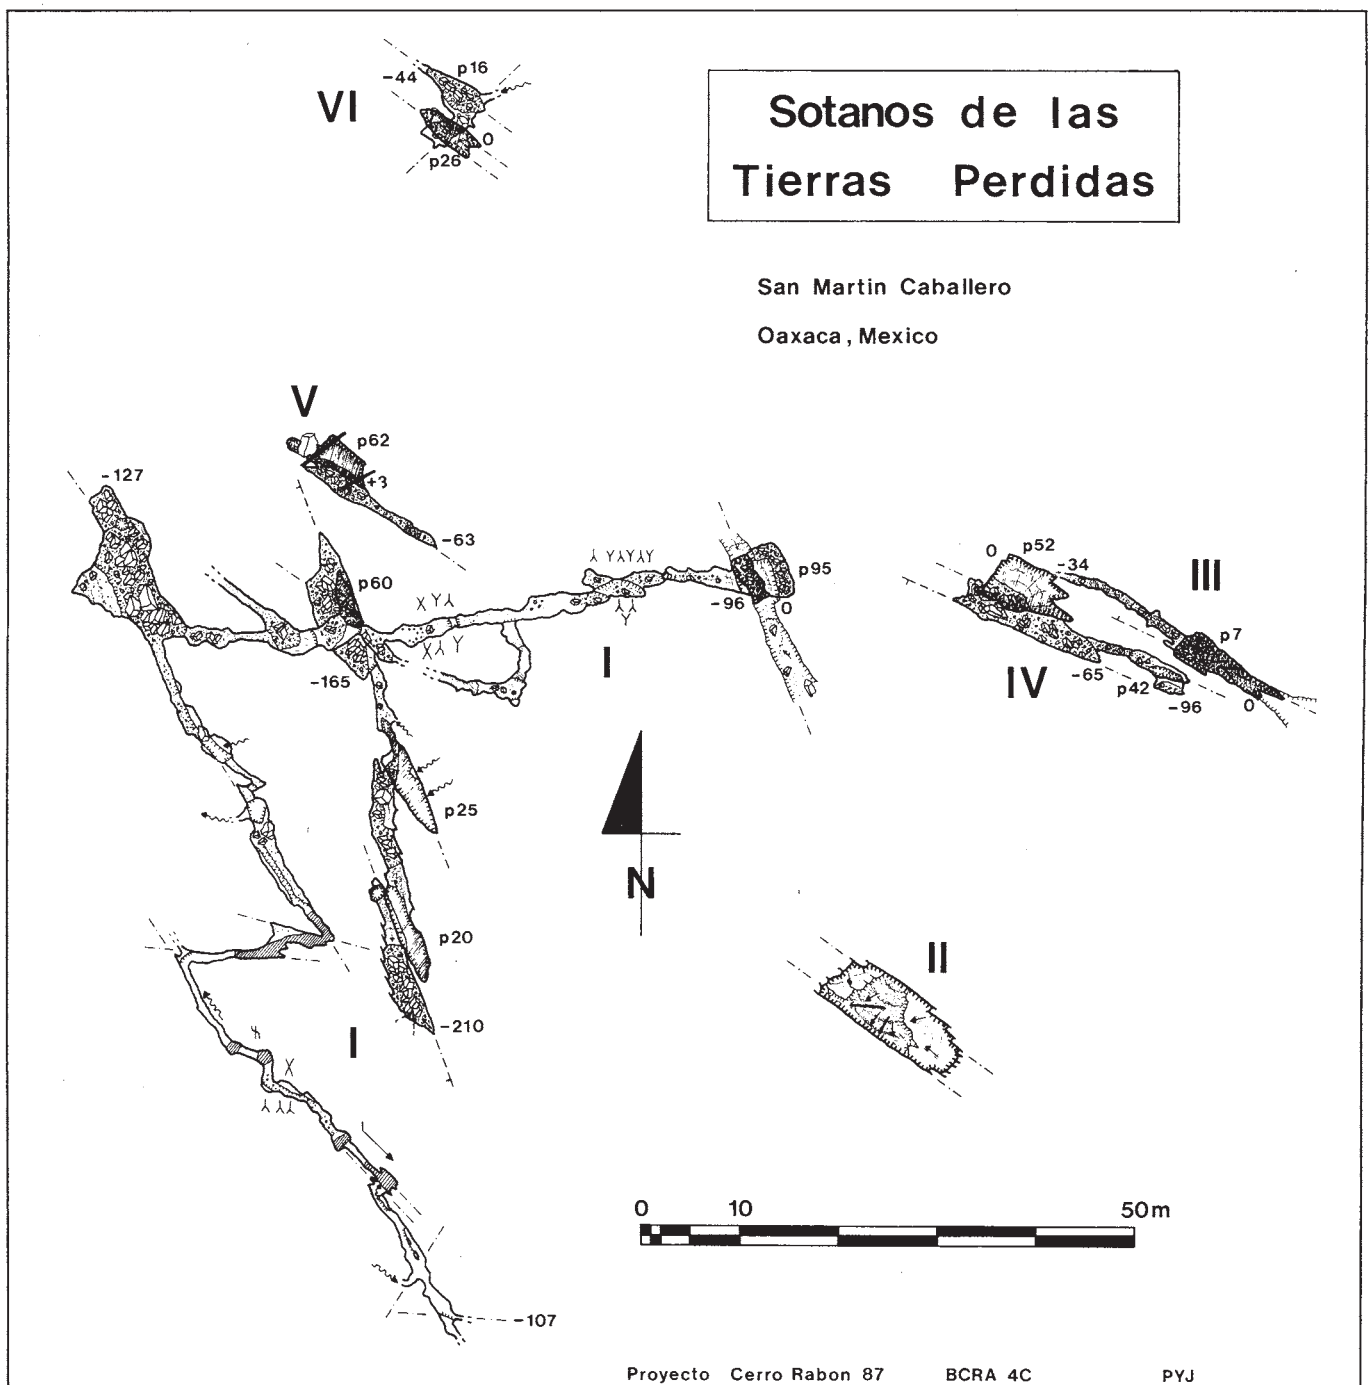 Sotanos de las
Tierras Perdidas
San Martin Caballero
Oaxaca, Mexico
VI
-44
p16
0
p26
V
p62
+3
-63
-127
p60
-165
p95
-96
0
I
0
p52
-34
III
p7
0
IV
-65
p42
-96
p25
N
p20
-210
I
II
0 10 50m
-107
Proyecto Cerro Rabon 87 BCRA 4C PYJ